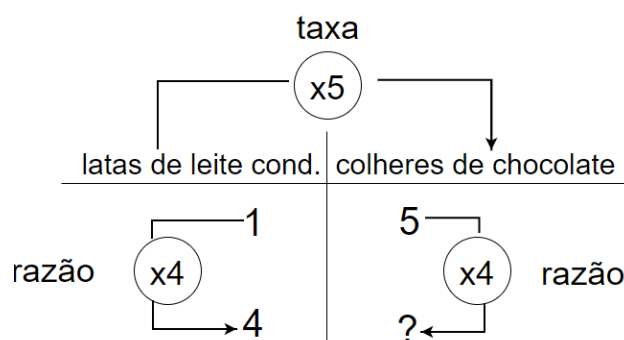 taxa
x5
latas de leite cond. colheres de chocolate
1 5
razão x4 x4 razão
4 ?